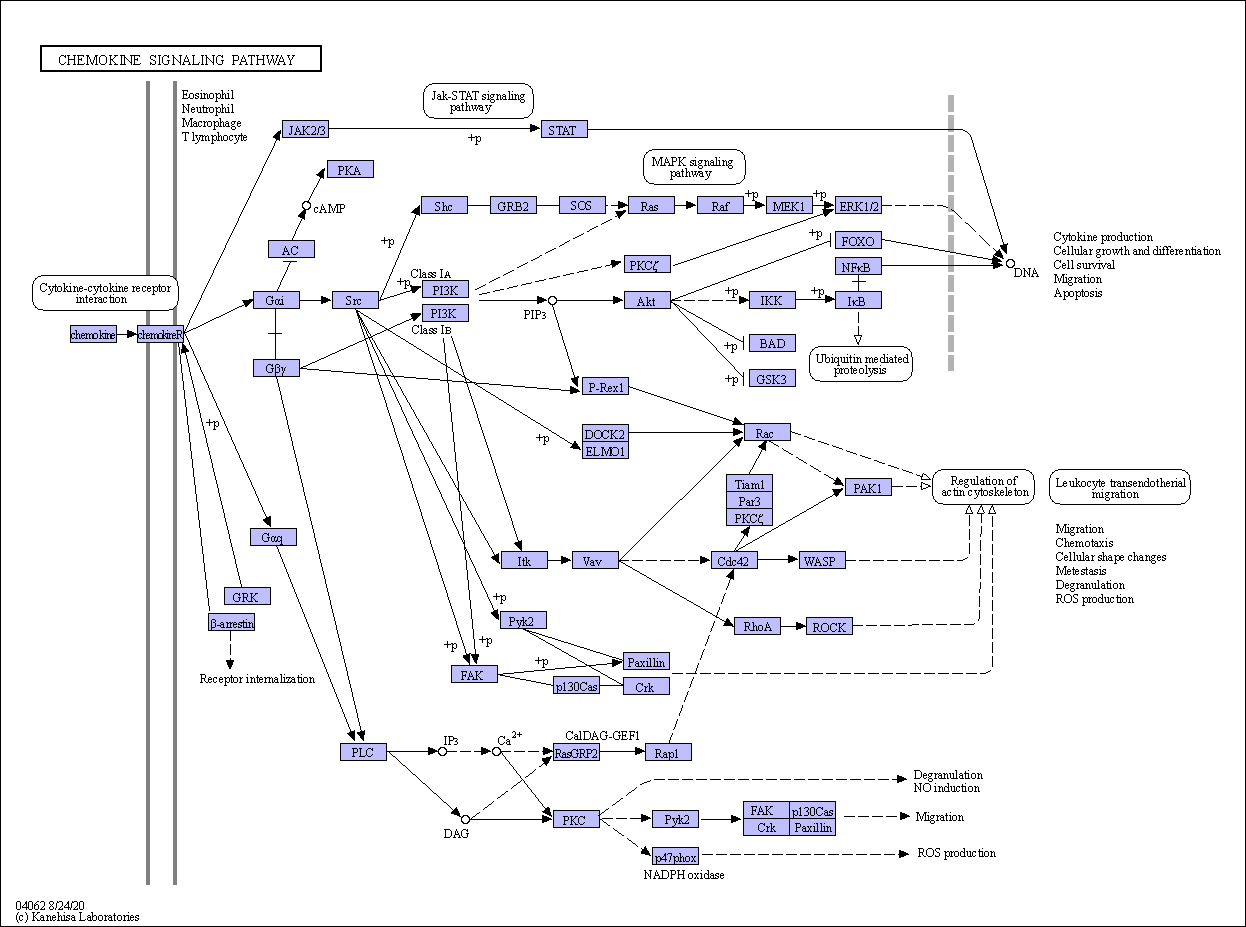 CHEMOKINE SIGNALING PATHWAY
Eosinophil
Neutrophil
Macrophage
T lymphocyte
Jak-STAT signaling
pathway
JAK2/3
+p
STAT
PKA
cAMP
AC
MAPK signaling
pathway
Shc
GRB2
SOS
Ras
Raf
+p
MEK1
+p
ERK1/2
+p
+p
FOXO
Cytokine production
Cellular growth and differentiation
Cell survival
Migration
Apoptosis
DNA
PKCζ
NFκB
Cytokine-cytokine receptor
interaction
chemokine
chemokineR
Gαi
Src
+p
Class IA
PI3K
PI3K
Class IB
PIP3
Akt
+p
IKK
+p
IκB
+p
BAD
+p
GSK3
Ubiquitin mediated
proteolysis
Gβγ
P-Rex1
+p
+p
DOCK2
ELMO1
Rac
Tiam1
Par3
PKCζ
PAK1
Regulation of
actin cytoskeleton
Leukocyte transendotherial
migration
Migration
Chemotaxis
Cellular shape changes
Metestasis
Degranulation
ROS production
Gαq
Itk
Vav
Cdc42
WASP
GRK
β-arrestin
Receptor internalization
+p
Pyk2
RhoA
ROCK
+p
+p
FAK
+p
Paxillin
p130Cas
Crk
PLC
IP3
Ca2+
CalDAG-GEF1
RasGRP2
Rap1
DAG
PKC
Degranulation
NO induction
Pyk2
FAK
p130Cas
Crk
Paxillin
Migration
p47phox
NADPH oxidase
ROS production
04062 8/24/20
(c) Kanehisa Laboratories